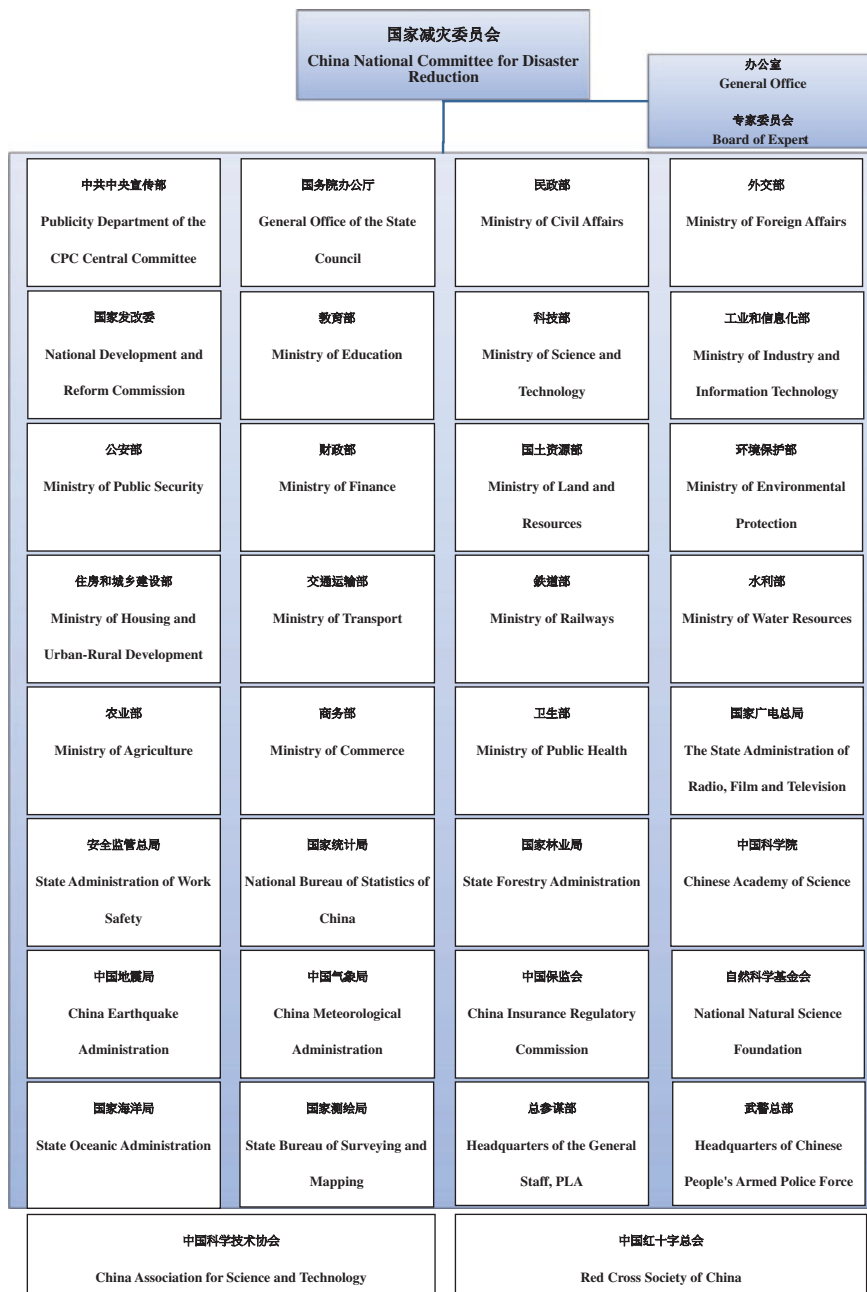 国家减灾委员会
China National Committee for Disaster
Reduction
办公室
General Office
专家委员会
Board of Expert
中共中央宣传部
Publicity Department of the
CPC Central Committee
国务院办公厅
General Office of the State
Council
民政部
Ministry of Civil Affairs
外交部
Ministry of Foreign Affairs
国家发改委
National Development and
Reform Commission
教育部
Ministry of Education
科技部
Ministry of Science and
Technology
工业和信息化部
Ministry of Industry and
Information Technology
公安部
Ministry of Public Security
财政部
Ministry of Finance
国土资源部
Ministry of Land and
Resources
环境保护部
Ministry of Environmental
Protection
住房和城乡建设部
Ministry of Housing and
Urban-Rural Development
交通运输部
Ministry of Transport
鉄道部
Ministry of Railways
水利部
Ministry of Water Resources
农业部
Ministry of Agriculture
商务部
Ministry of Commerce
卫生部
Ministry of Public Health
国家广电总局
The State Administration of
Radio, Film and Television
安全监管总局
State Administration of Work
Safety
国家统计局
National Bureau of Statistics of
China
国家林业局
State Forestry Administration
中国科学院
Chinese Academy of Science
中国地震局
China Earthquake
Administration
中国气象局
China Meteorological
Administration
中国保监会
China Insurance Regulatory
Commission
自然科学基金会
National Natural Science
Foundation
国家海洋局
State Oceanic Administration
国家测绘局
State Bureau of Surveying and
Mapping
总参谋部
Headquarters of the General
Staff, PLA
武警总部
Headquarters of Chinese
People's Armed Police Force
中国科学技术协会
China Association for Science and Technology
中国红十字总会
Red Cross Society of China